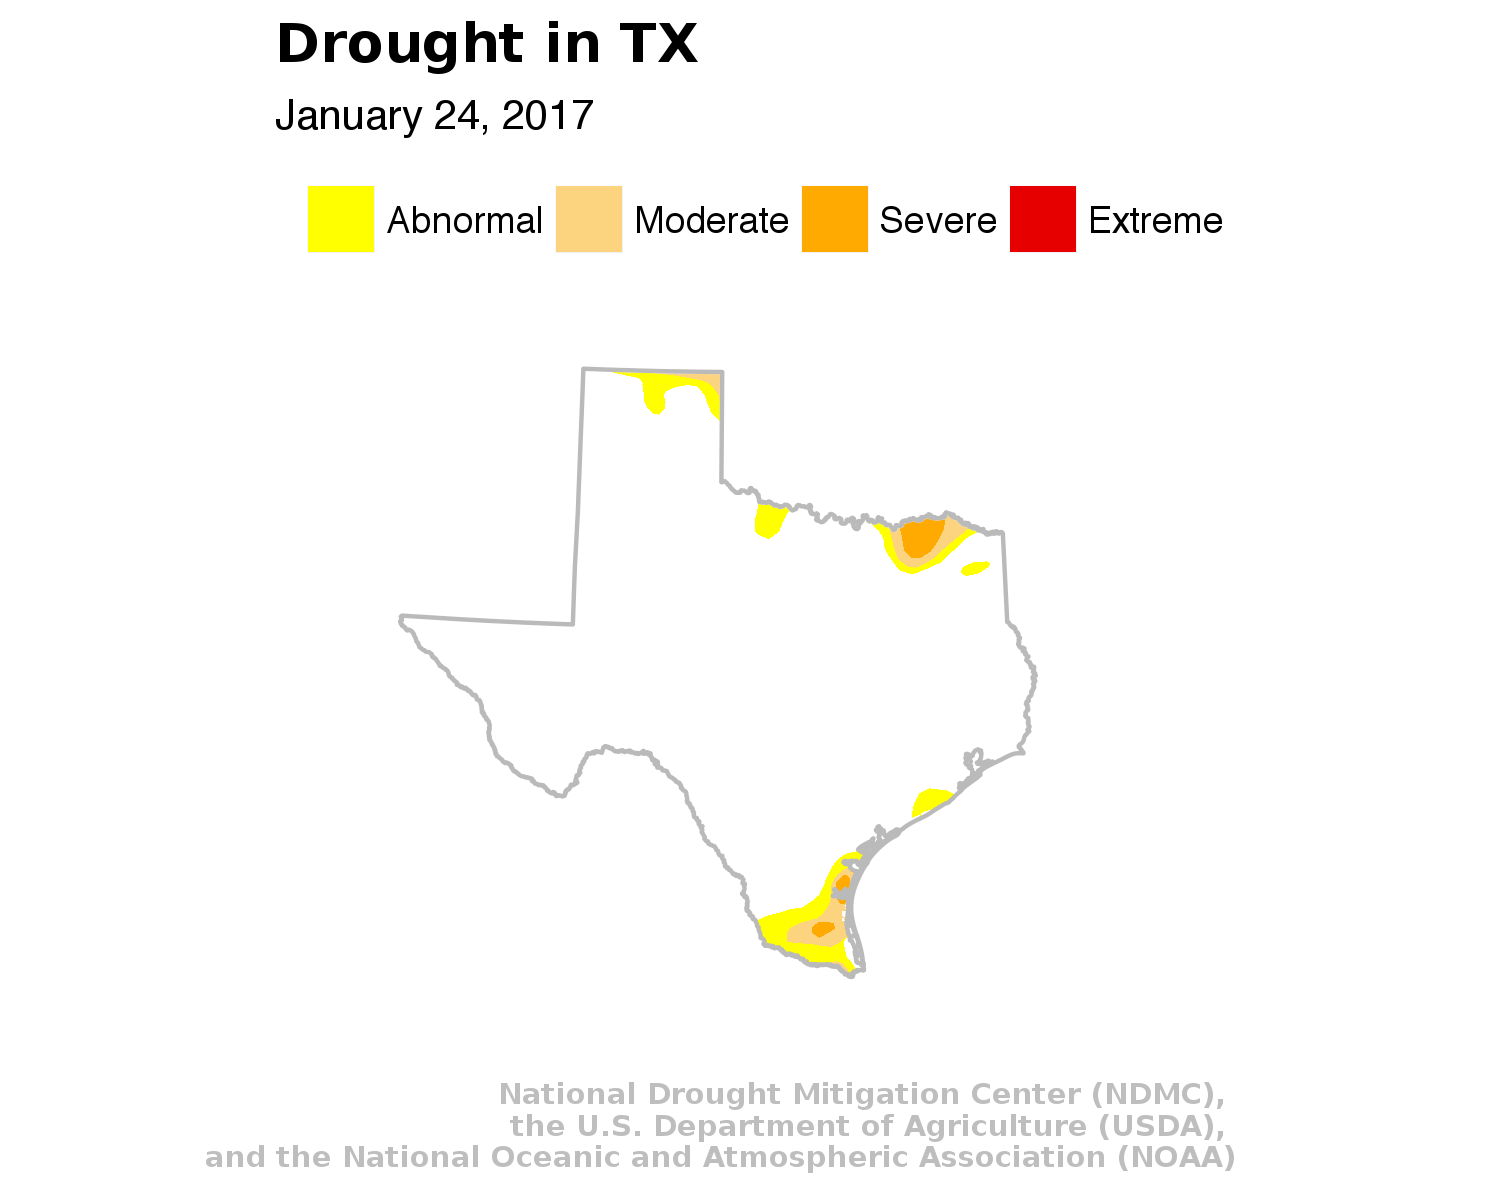 Drought in TX
January 24, 2017
Abnormal Moderate Severe Extreme
National Drought Mitigation Center (NDMC),
the U.S. Department of Agriculture (USDA),
and the National Oceanic and Atmospheric Association (NOAA)